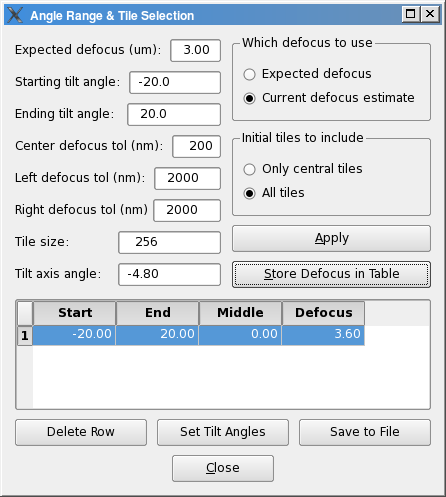 Angle Range & Tile Selection
Expected defocus (um): 3.00
Starting tilt angle: -20.0
Ending tilt angle: 20.0
Center defocus tol (nm): 200
Left defocus tol (nm): 2000
Right defocus tol (nm) 2000
Tile size: 256
Tilt axis angle: -4.80
Which defocus to use
Expected defocus
Current defocus estimate
Initial tiles to include
Only central tiles
All tiles
Apply
Store Defocus in Table
Start End Middle Defocus
1 -20.00 20.00 0.00 3.60
Delete Row Set Tilt Angles Save to File
Close